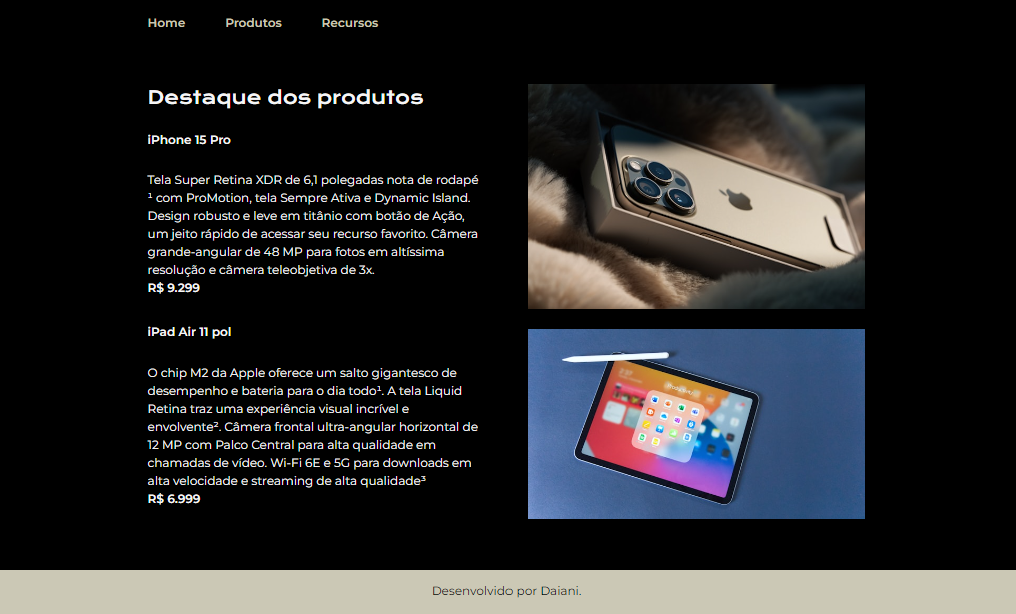 Home Produtos Recursos
Destaque dos produtos
iPhone 15 Pro
Tela Super Retina XDR de 6,1 polegadas nota de rodapé
¹ com ProMotion, tela Sempre Ativa e Dynamic Island.
Design robusto e leve em titânio com botão de Ação,
um jeito rápido de acessar seu recurso favorito. Câmera
grande-angular de 48 MP para fotos em altíssima
resolução e câmera teleobjetiva de 3x.
R$ 9.299
iPad Air 11 pol
O chip M2 da Apple oferece um salto gigantesco de
desempenho e bateria para o dia todo¹. A tela Liquid
Retina traz uma experiência visual incrível e
envolvente². Câmera frontal ultra-angular horizontal de
12 MP com Palco Central para alta qualidade em
chamadas de vídeo. Wi-Fi 6E e 5G para downloads em
alta velocidade e streaming de alta qualidade³
R$ 6.999
Desenvolvido por Daiani.